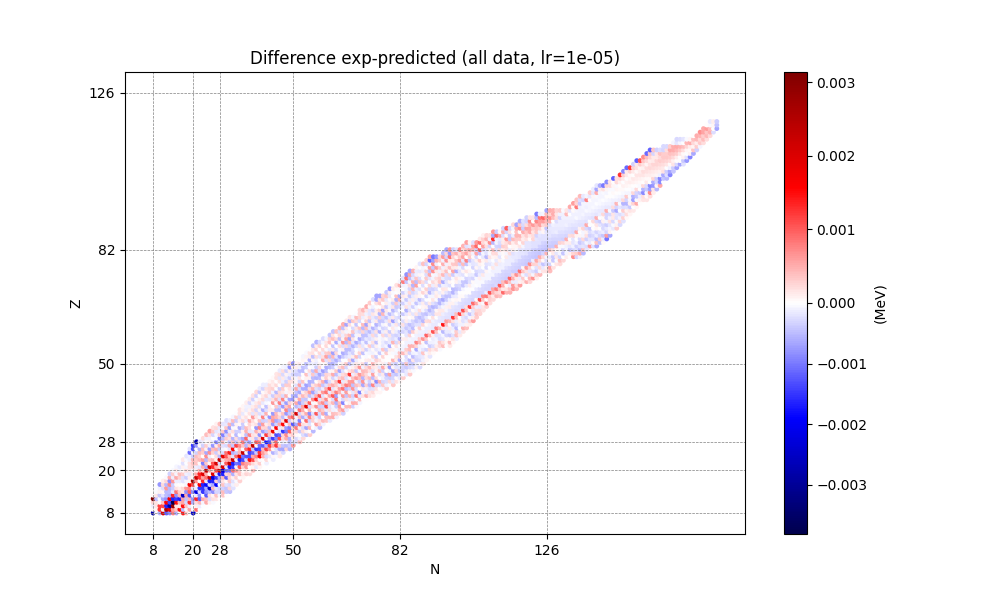 Difference exp-predicted (all data, lr=1e-05)
126
82
50
28
20
8
Z
8 20 28 50 82 126
N
0.003
0.002
0.001
0.000
−0.001
−0.002
−0.003
(MeV)